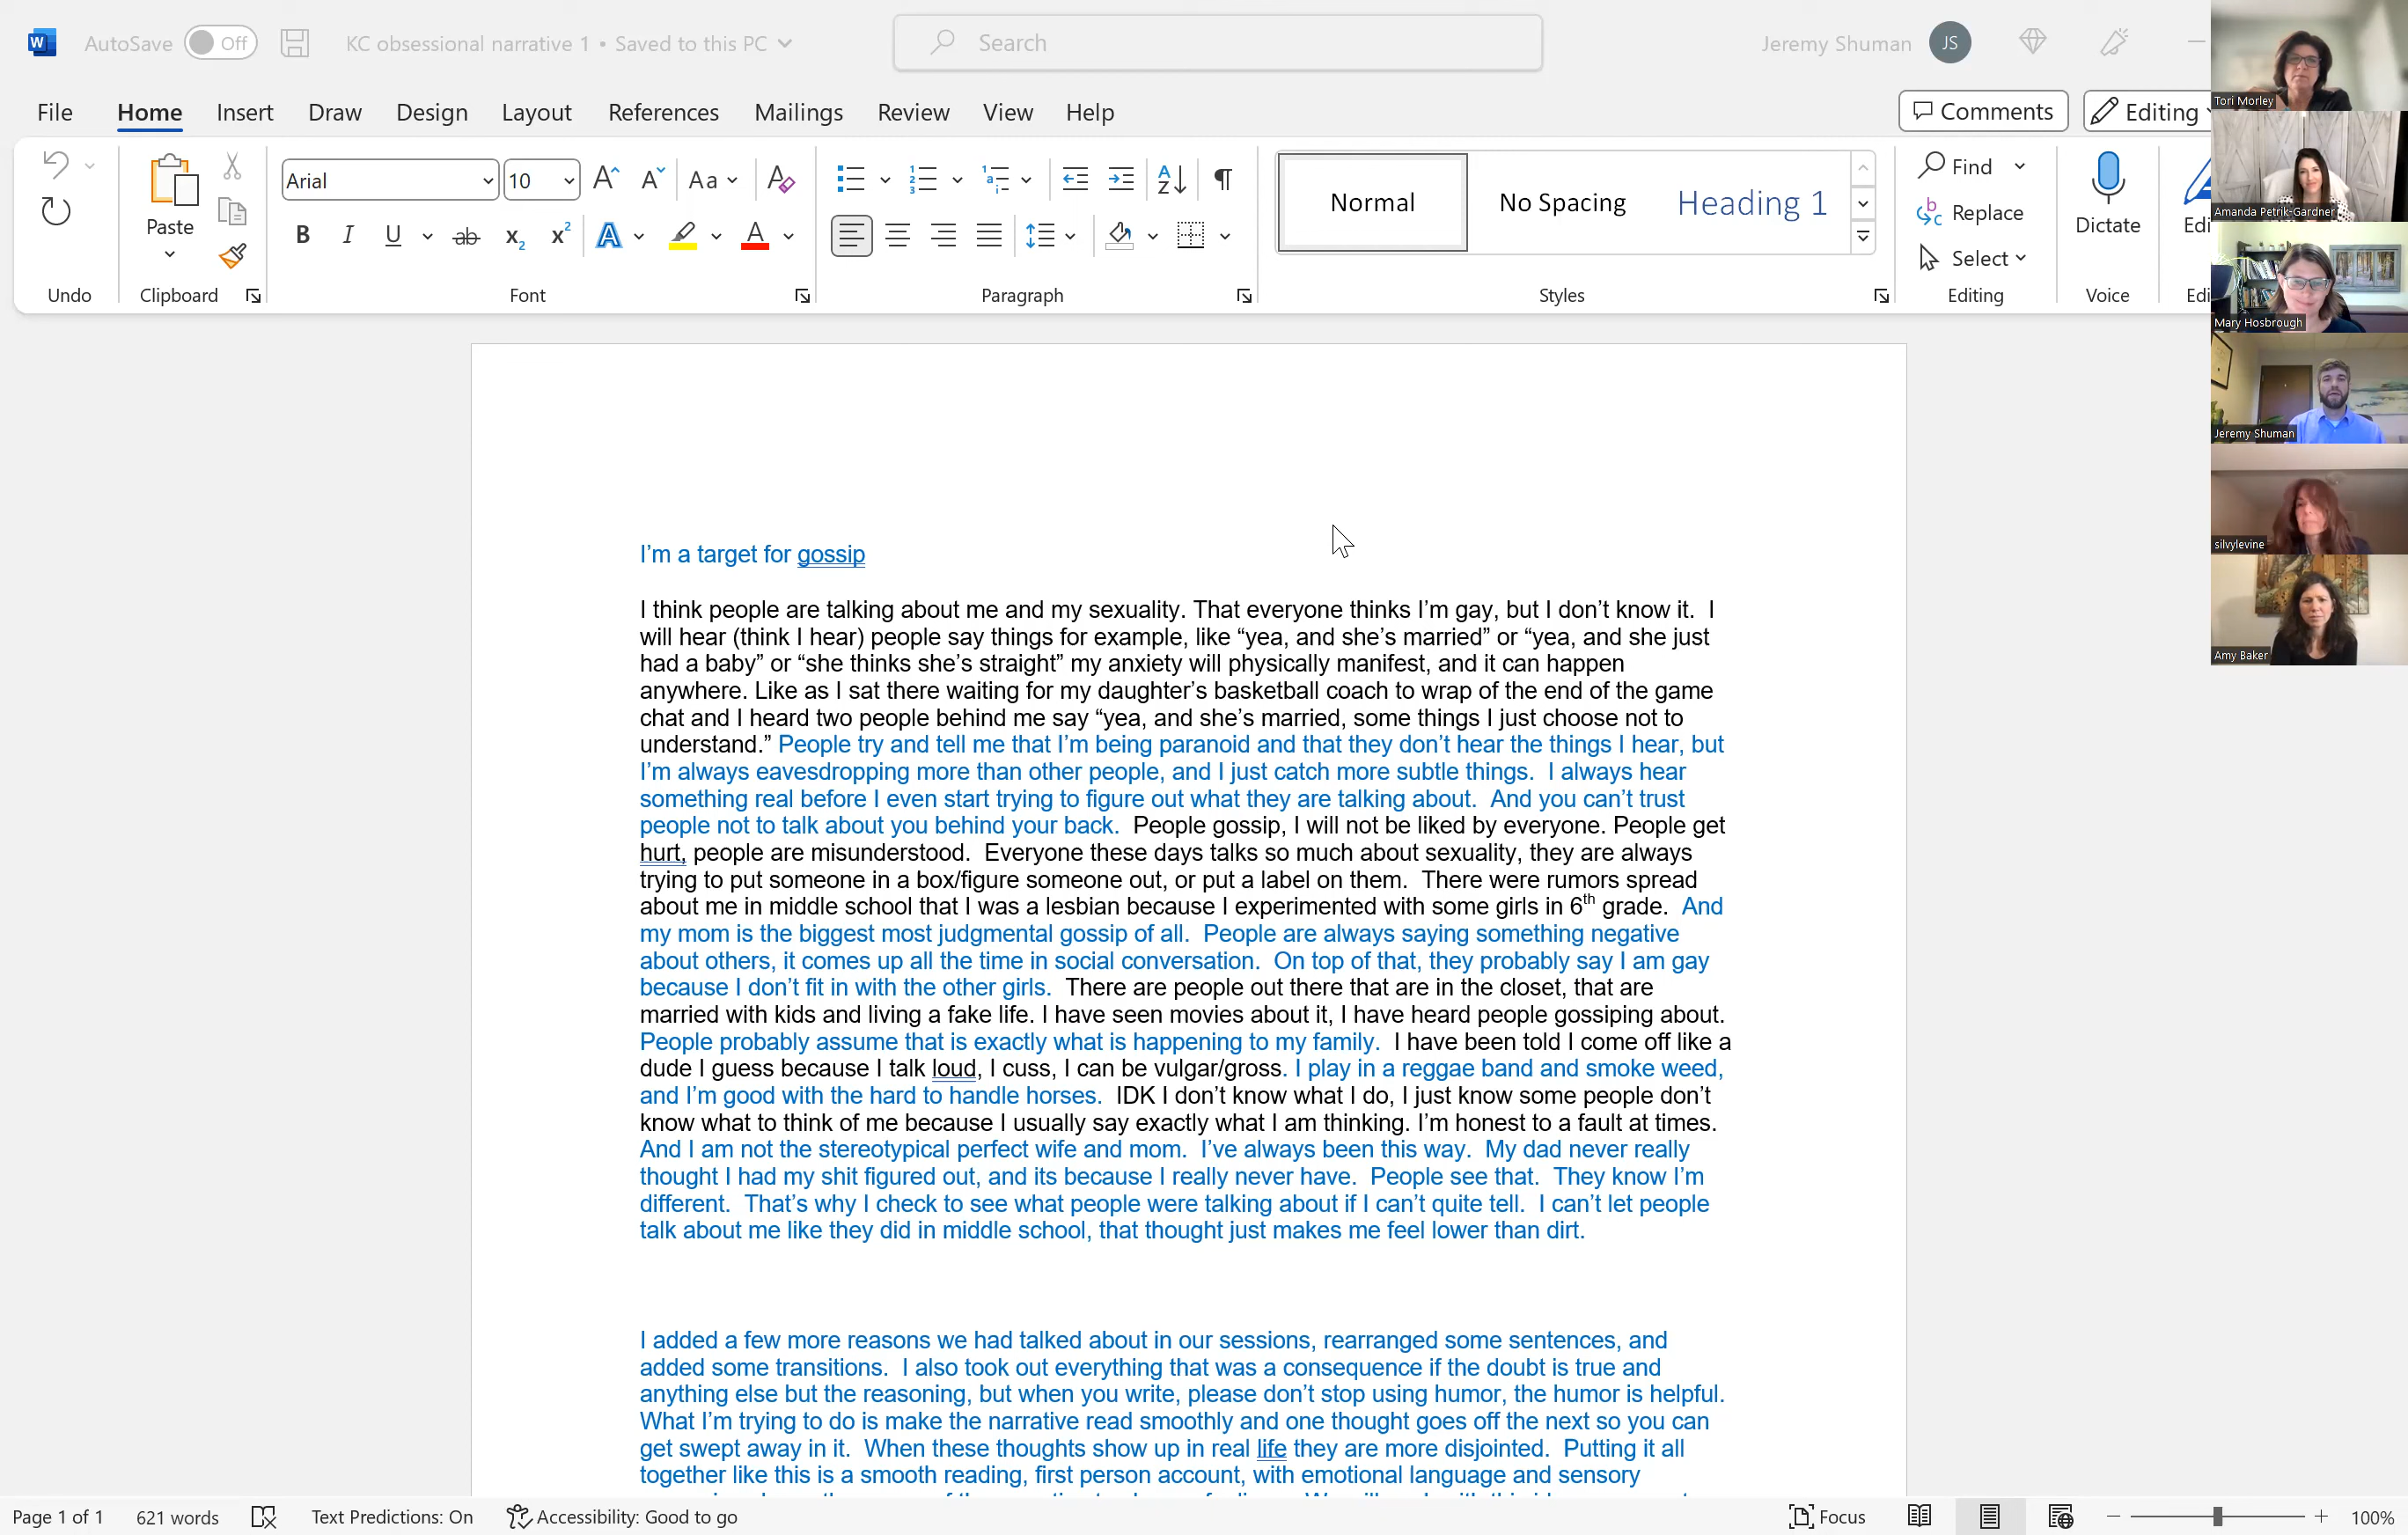 AutoSave Off KC obsessional narrative 1 • Saved to this PC Search Jeremy Shuman JS
File Home Insert Draw Design Layout References Mailings Review View Help Comments Editing
Arial 10 Aa
Paste
B I U ab x2 x2 A A
Normal No Spacing Heading 1
Find
Replace
Select
Dictate
Edi
Undo Clipboard Font Paragraph Styles Editing Voice Edi
Tori Morley
Amanda Petrik-Gardner
Mary Hosbrough
Jeremy Shuman
silvylevine
Amy Baker
I'm a target for gossip
I think people are talking about me and my sexuality. That everyone thinks I'm gay, but I don't know it.  I
will hear (think I hear) people say things for example, like “yea, and she's married” or “yea, and she just
had a baby” or “she thinks she's straight” my anxiety will physically manifest, and it can happen
anywhere. Like as I sat there waiting for my daughter's basketball coach to wrap of the end of the game
chat and I heard two people behind me say “yea, and she's married, some things I just choose not to
understand.” People try and tell me that I'm being paranoid and that they don't hear the things I hear, but
I'm always eavesdropping more than other people, and I just catch more subtle things.  I always hear
something real before I even start trying to figure out what they are talking about.  And you can't trust
people not to talk about you behind your back.  People gossip, I will not be liked by everyone. People get
hurt, people are misunderstood.  Everyone these days talks so much about sexuality, they are always
trying to put someone in a box/figure someone out, or put a label on them.  There were rumors spread
about me in middle school that I was a lesbian because I experimented with some girls in 6th grade.  And
my mom is the biggest most judgmental gossip of all.  People are always saying something negative
about others, it comes up all the time in social conversation.  On top of that, they probably say I am gay
because I don't fit in with the other girls.  There are people out there that are in the closet, that are
married with kids and living a fake life. I have seen movies about it, I have heard people gossiping about.
People probably assume that is exactly what is happening to my family.  I have been told I come off like a
dude I guess because I talk loud, I cuss, I can be vulgar/gross. I play in a reggae band and smoke weed,
and I'm good with the hard to handle horses.  IDK I don't know what I do, I just know some people don't
know what to think of me because I usually say exactly what I am thinking. I'm honest to a fault at times.
And I am not the stereotypical perfect wife and mom.  I've always been this way.  My dad never really
thought I had my shit figured out, and its because I really never have.  People see that.  They know I'm
different.  That's why I check to see what people were talking about if I can't quite tell.  I can't let people
talk about me like they did in middle school, that thought just makes me feel lower than dirt.
I added a few more reasons we had talked about in our sessions, rearranged some sentences, and
added some transitions.  I also took out everything that was a consequence if the doubt is true and
anything else but the reasoning, but when you write, please don't stop using humor, the humor is helpful.
What I'm trying to do is make the narrative read smoothly and one thought goes off the next so you can
get swept away in it.  When these thoughts show up in real life they are more disjointed.  Putting it all
together like this is a smooth reading, first person account, with emotional language and sensory
Page 1 of 1 621 words Text Predictions: On Accessibility: Good to go Focus 100%